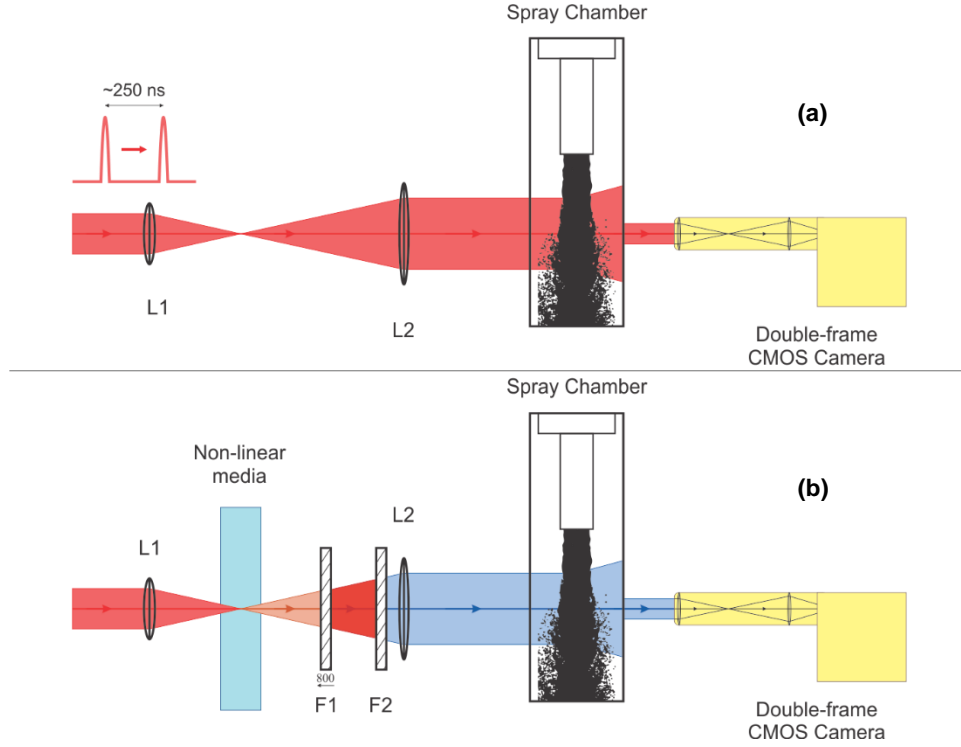 Spray Chamber
~250 ns
(a)
L1
L2
Double-frame
CMOS Camera
Spray Chamber
Non-linear
media
(b)
L1
L2
800
F1
F2
Double-frame
CMOS Camera